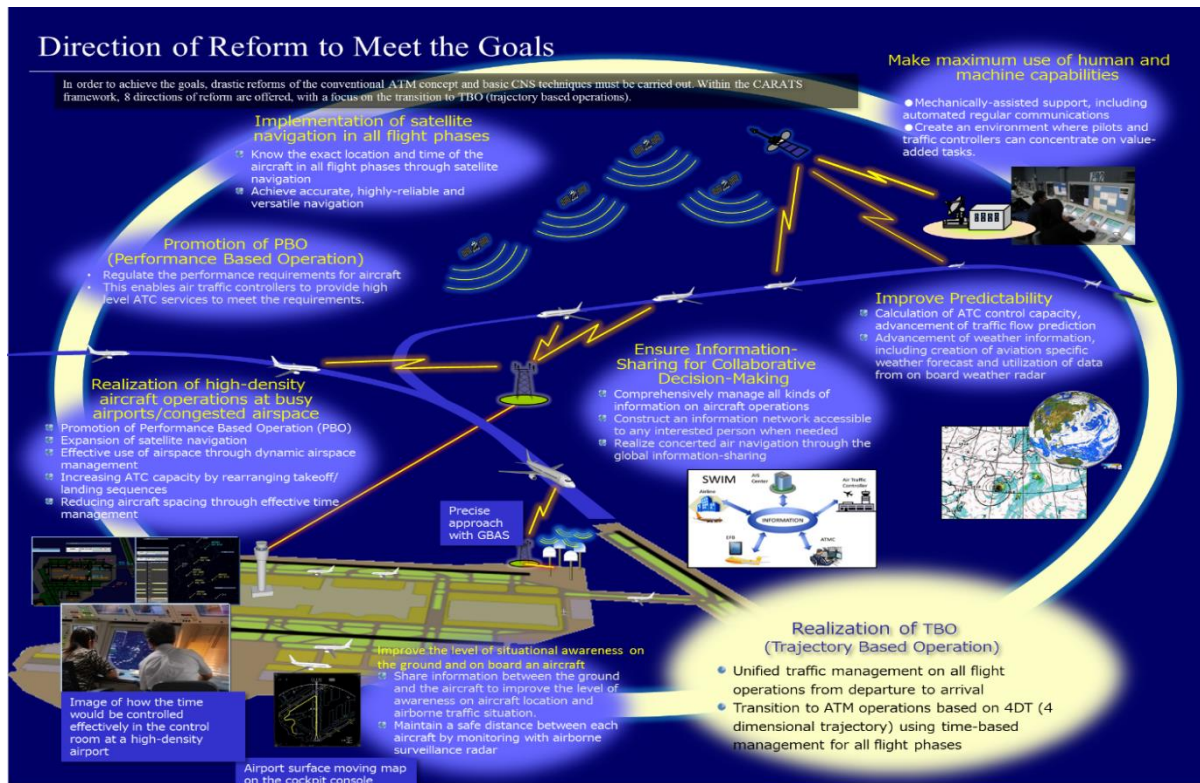 Direction of Reform to Meet the Goals
In order to achieve the goals, drastic reforms of the conventional ATM concept and basic CNS techniques must be carried out. Within the CARATS
framework, 8 directions of reform are offered, with a focus on the transition to TBO (trajectory based operations).
Make maximum use of human and
machine capabilities
●Mechanically-assisted support, including
automated regular communications
●Create an environment where pilots and
traffic controllers can concentrate on value-
added tasks.
Implementation of satellite
navigation in all flight phases
Know the exact location and time of the
aircraft in all flight phases through satellite
navigation
Achieve accurate, highly-reliable and
versatile navigation
Promotion of PBO
(Performance Based Operation)
• Regulate the performance requirements for aircraft
• This enables air traffic controllers to provide high
level ATC services to meet the requirements.
Improve Predictability
Calculation of ATC control capacity,
advancement of traffic flow prediction
Advancement of weather information,
including creation of aviation specific
weather forecast and utilization of data
from on board weather radar
Realization of high-density
aircraft operations at busy
airports/congested airspace
Promotion of Performance Based Operation (PBO)
Expansion of satellite navigation
Effective use of airspace through dynamic airspace
management
Increasing ATC capacity by rearranging takeoff/
landing sequences
Reducing aircraft spacing through effective time
management
Ensure Information-
Sharing for Collaborative
Decision-Making
Comprehensively manage all kinds of
information on aircraft operations
Construct an information network accessible
to any interested person when needed
Realize concerted air navigation through the
global information-sharing
SWIM
AIS
Center
Air Traffic
Controller
Airline
INFORMATION
EFB
ATMC
Precise
approach
with GBAS
Improve the level of situational awareness on
the ground and on board an aircraft
Share information between the ground
and the aircraft to improve the level of
awareness on aircraft location and
airborne traffic situation.
Maintain a safe distance between each
aircraft by monitoring with airborne
surveillance radar
Realization of TBO
(Trajectory Based Operation)
• Unified traffic management on all flight
operations from departure to arrival
• Transition to ATM operations based on 4DT (4
dimensional trajectory) using time-based
management for all flight phases
Image of how the time
would be controlled
effectively in the control
room at a high-density
airport
Airport surface moving map
on the cockpit console